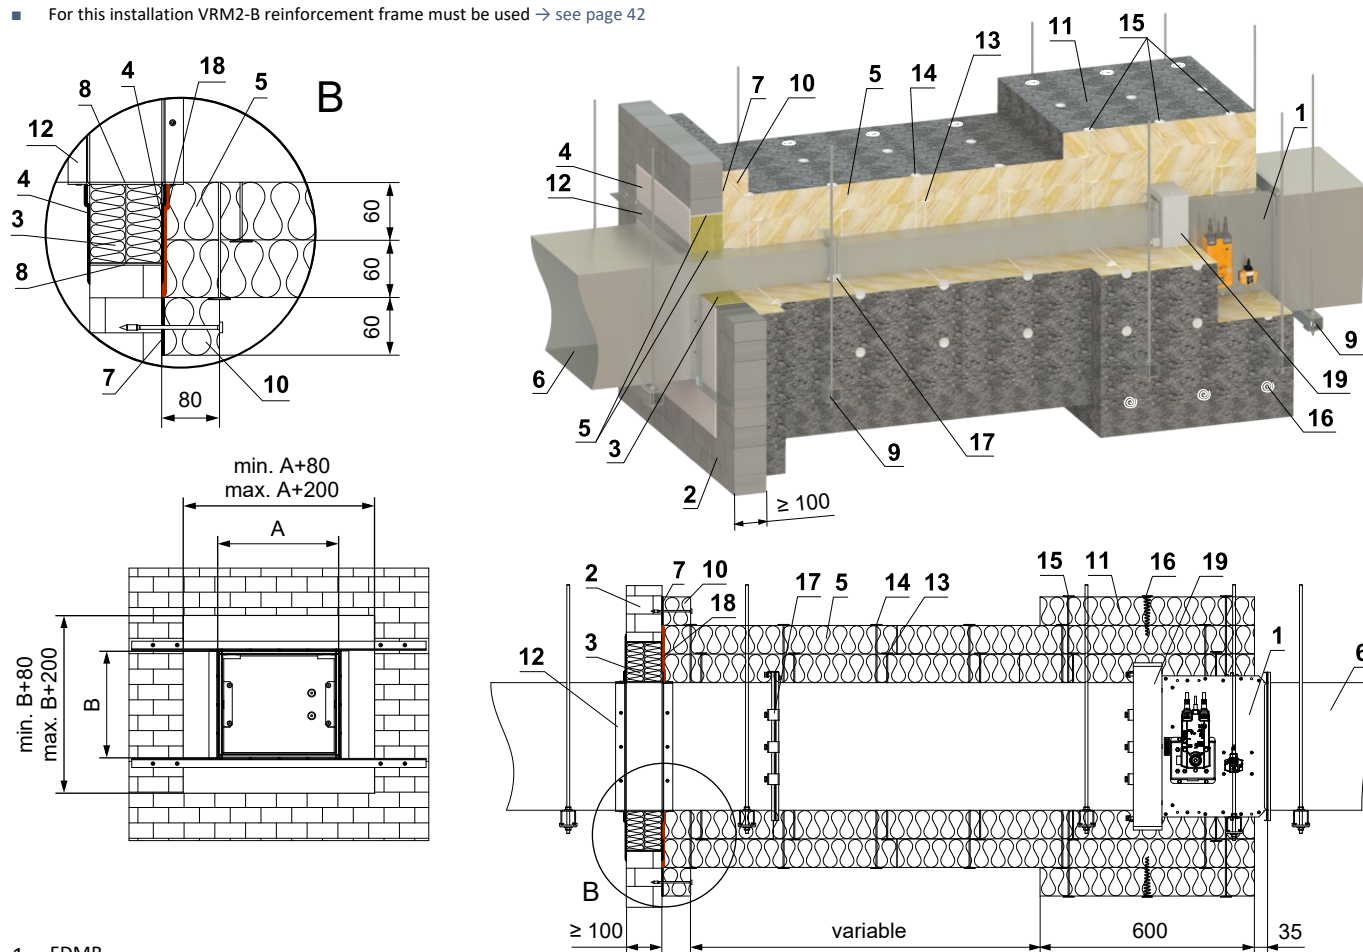 ■ For this installation VRM2-B reinforcement frame must be used → see page 42
4 18
8 5 B
12
4
3
8
60
60
60
7 10
80
11 15
13
14
5
10
7
1
4
12
6
5 3
2
9 17
19
9
16
≥ 100
min. A+80
max. A+200
A
min. B+80
max. B+200
B
2 7 10 17 5 14 13 15 11 16 19
18
3
12
1
6
B
≥ 100 variable 600 35